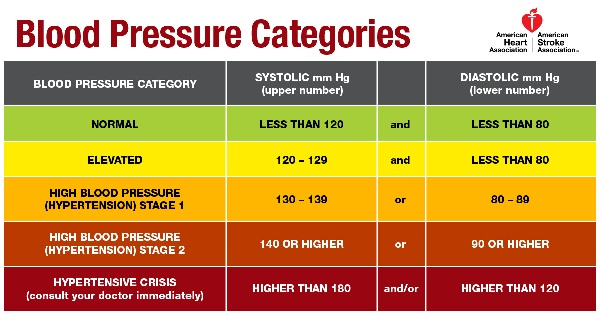 Blood Pressure Categories
American Heart Association
American Stroke Association
BLOOD PRESSURE CATEGORY
SYSTOLIC mm Hg
(upper number)
DIASTOLIC mm Hg
(lower number)
NORMAL
LESS THAN 120
and
LESS THAN 80
ELEVATED
120 – 129
and
LESS THAN 80
HIGH BLOOD PRESSURE
(HYPERTENSION) STAGE 1
130 – 139
or
80 – 89
HIGH BLOOD PRESSURE
(HYPERTENSION) STAGE 2
140 OR HIGHER
or
90 OR HIGHER
HYPERTENSIVE CRISIS
(consult your doctor immediately)
HIGHER THAN 180
and/or
HIGHER THAN 120